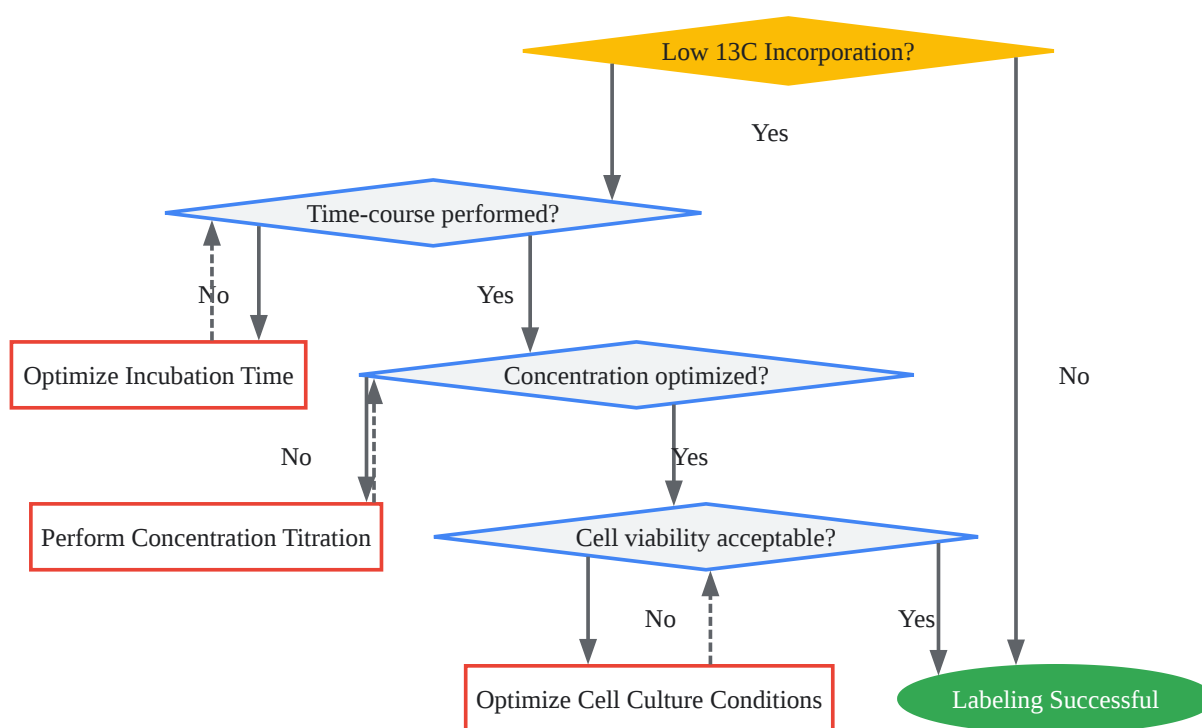 Low 13C Incorporation?
Yes
Time-course performed?
No
Yes
Optimize Incubation Time
Concentration optimized?
No
No
Yes
Perform Concentration Titration
Cell viability acceptable?
No
Yes
Optimize Cell Culture Conditions
Labeling Successful